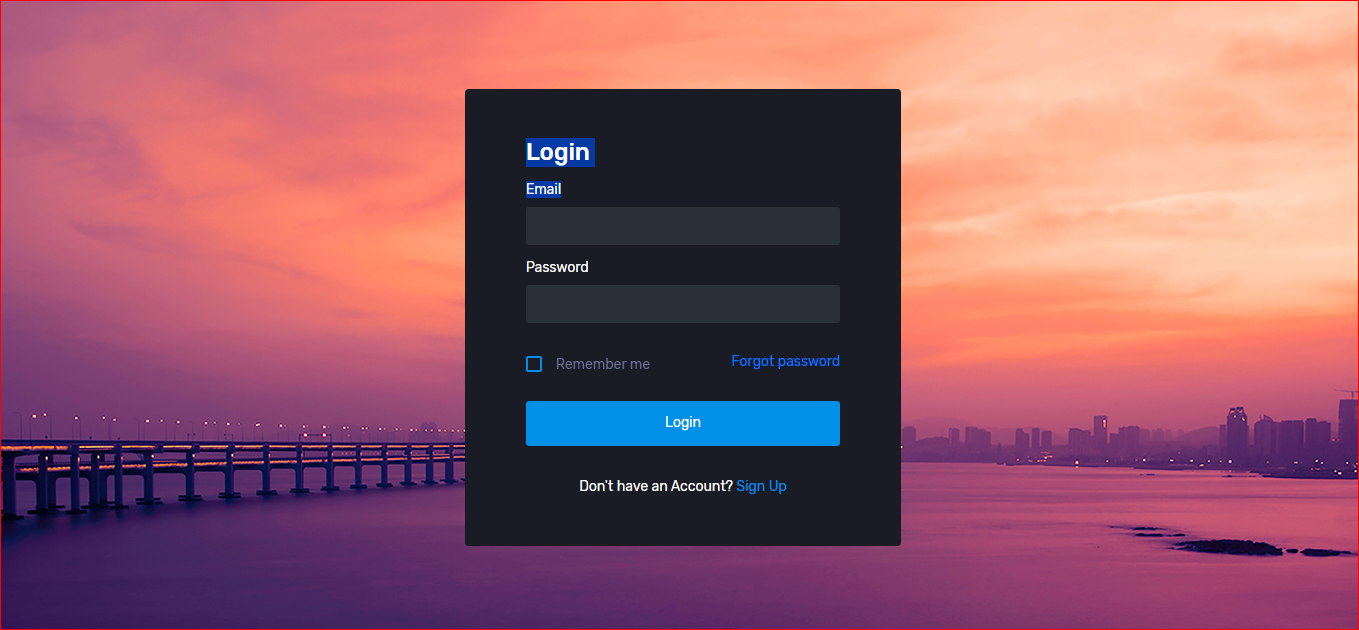 Login
Email
Password
Remember me
Forgot password
Login
Don't have an Account? Sign Up